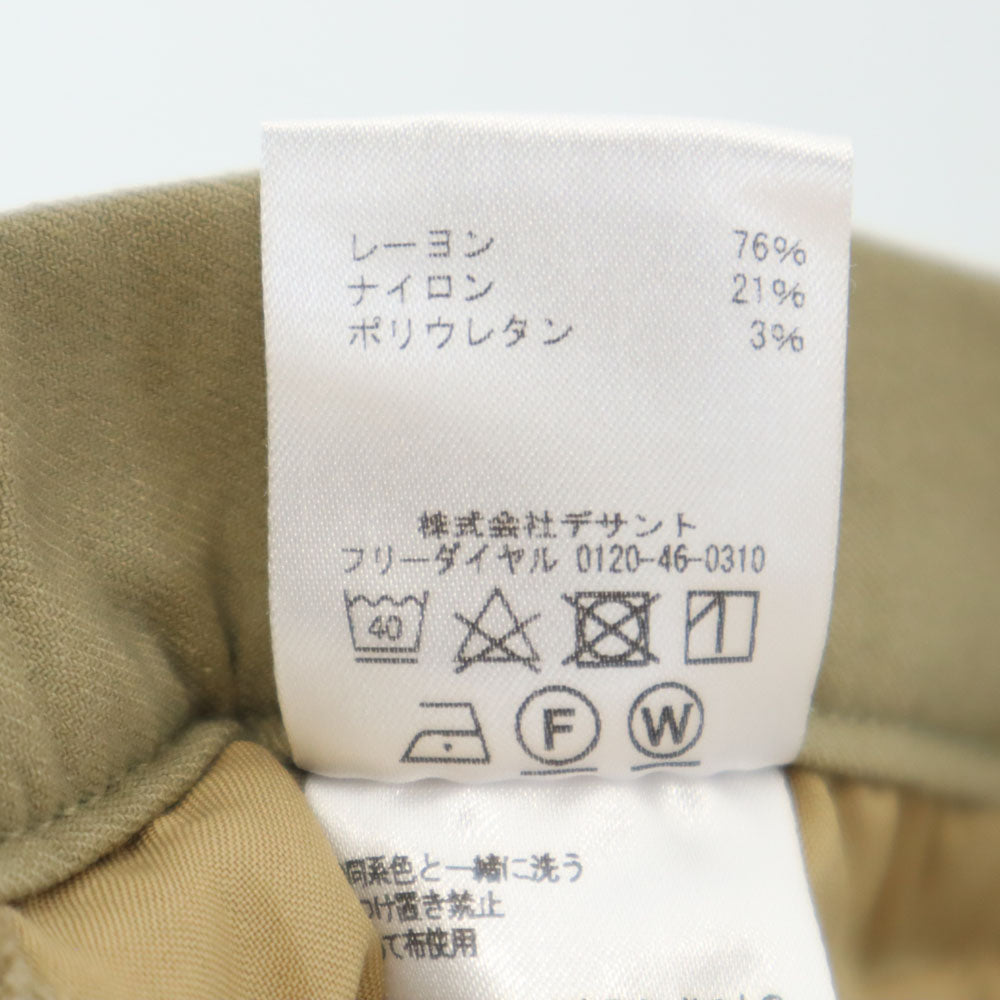 レーヨン 76%
ナイロン 21%
ポリウレタン 3%
株式会社デサント
フリーダイヤル 0120-46-0310
40
F W
同系色と一緒に洗う
つけ置き禁止
て布使用